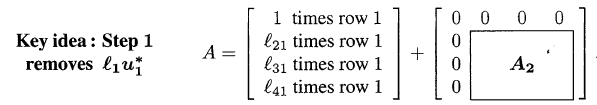 Key idea : Step 1
removes ℓ₁u₁*
A = [ 1 times row 1
ℓ₂₁ times row 1
ℓ₃₁ times row 1
ℓ₄₁ times row 1 ] + [ 0 0 0 0
0
0 A₂
0 ] .